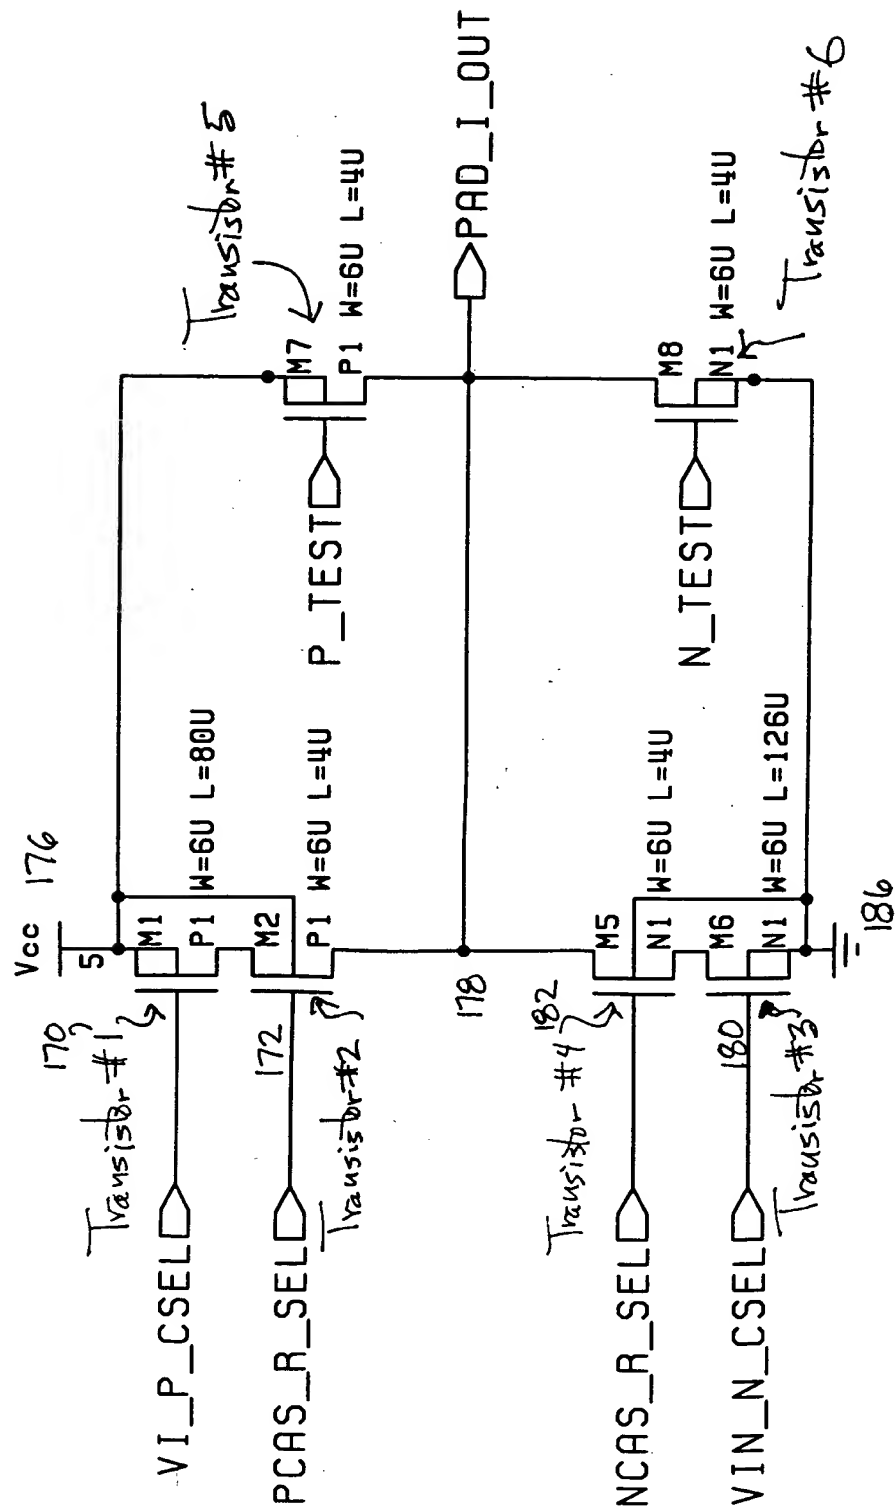 Vcc 176
5
170
Transistor #1
M1
P1 W=6U L=80U
VI_P_CSEL
172
M2
P1 W=6U L=4U
PCAS_R_SEL
Transistor #2
178
Transistor #5
M7
P1 W=6U L=4U
P_TEST
PAD_I_OUT
182
Transistor #4
M5
N1 W=6U L=4U
NCAS_R_SEL
180
M6
N1 W=6U L=126U
VIN_N_CSEL
Transistor #3
186
M8
N1 W=6U L=4U
N_TEST
Transistor #6